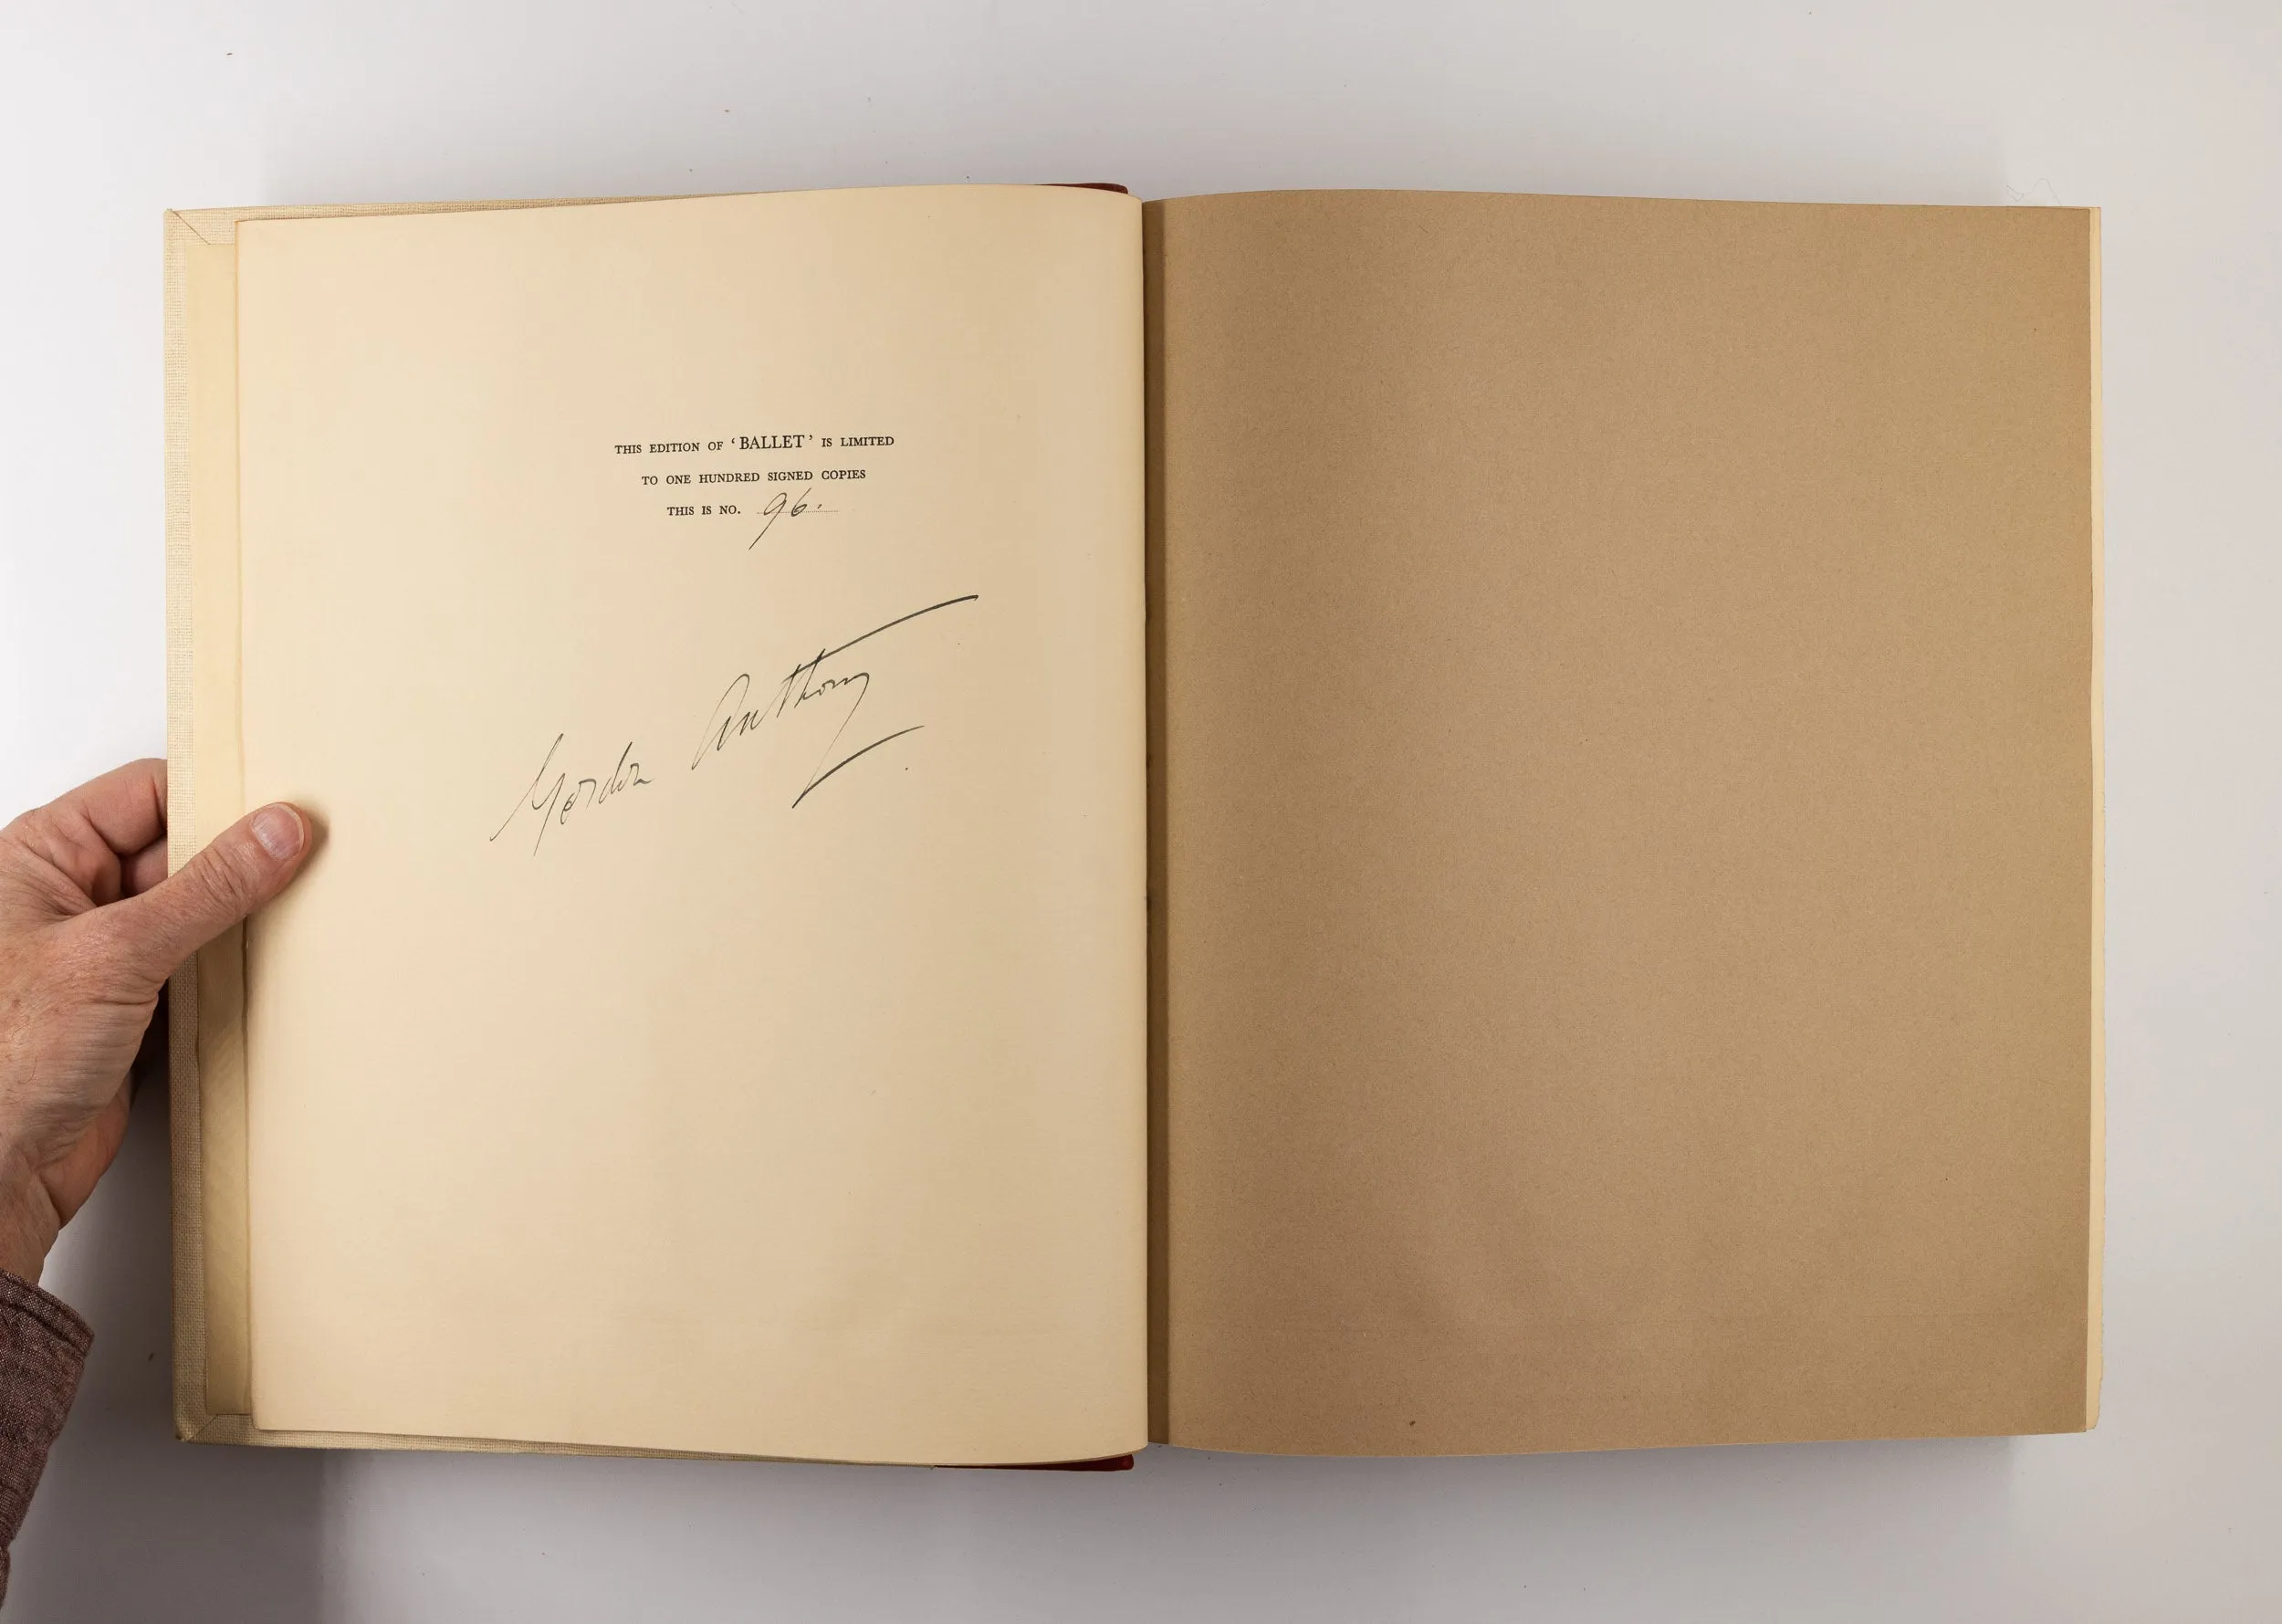 THIS EDITION OF ‘BALLET’ IS LIMITED
TO ONE HUNDRED SIGNED COPIES
THIS IS NO. 96.
Gordon Anthony